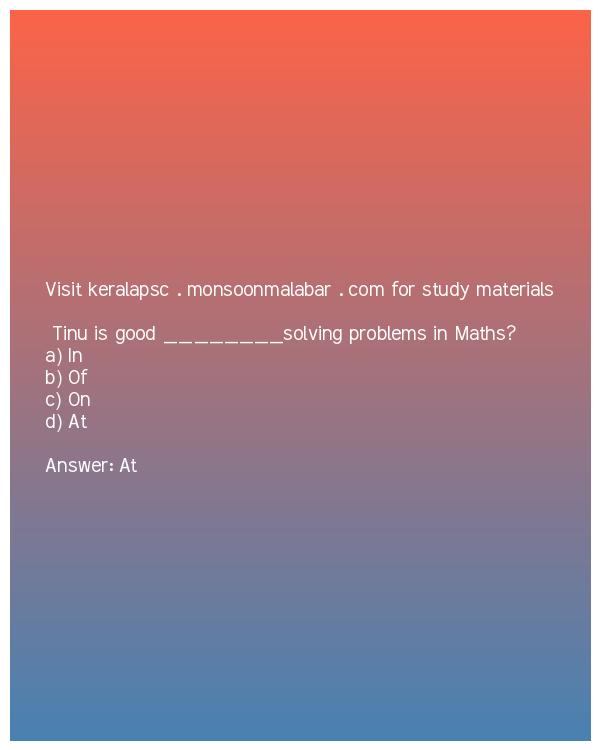 Visit keralapsc . monsoonmalabar . com for study materials
Tinu is good ________solving problems in Maths?
a) In
b) Of
c) On
d) At
Answer: At